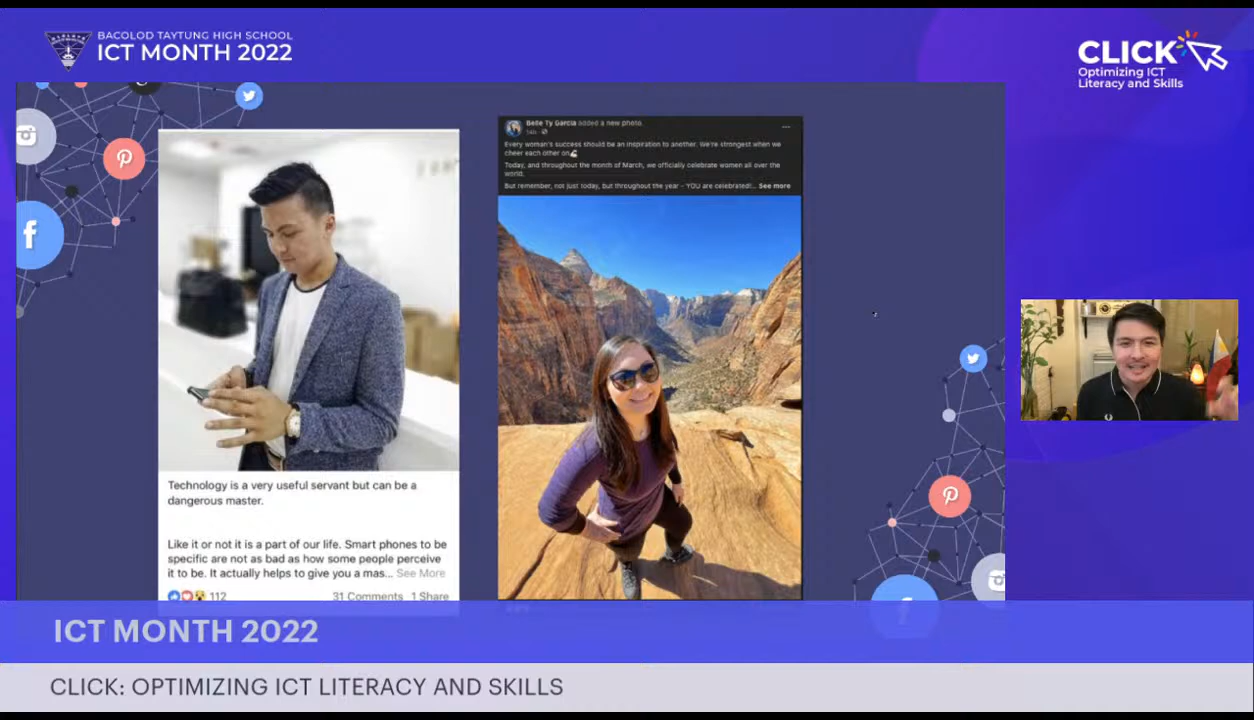 BACOLOD TAYTUNG HIGH SCHOOL
ICT MONTH 2022
CLICK
Optimizing ICT
Literacy and Skills
Technology is a very useful servant but can be a
dangerous master.
Like it or not it is a part of our life. Smart phones to be
specific are not as bad as how some people perceive
it to be. It actually helps to give you a mas... See More
112
31 Comments 1 Share
Belle Ty Garcia added a new photo.
14h
Every woman's success should be an inspiration to another. We're strongest when we
cheer each other on
Today, and throughout the month of March, we officially celebrate women all over the
world.
But remember, not just today, but throughout the year - YOU are celebrated!... See more
ICT MONTH 2022
CLICK: OPTIMIZING ICT LITERACY AND SKILLS